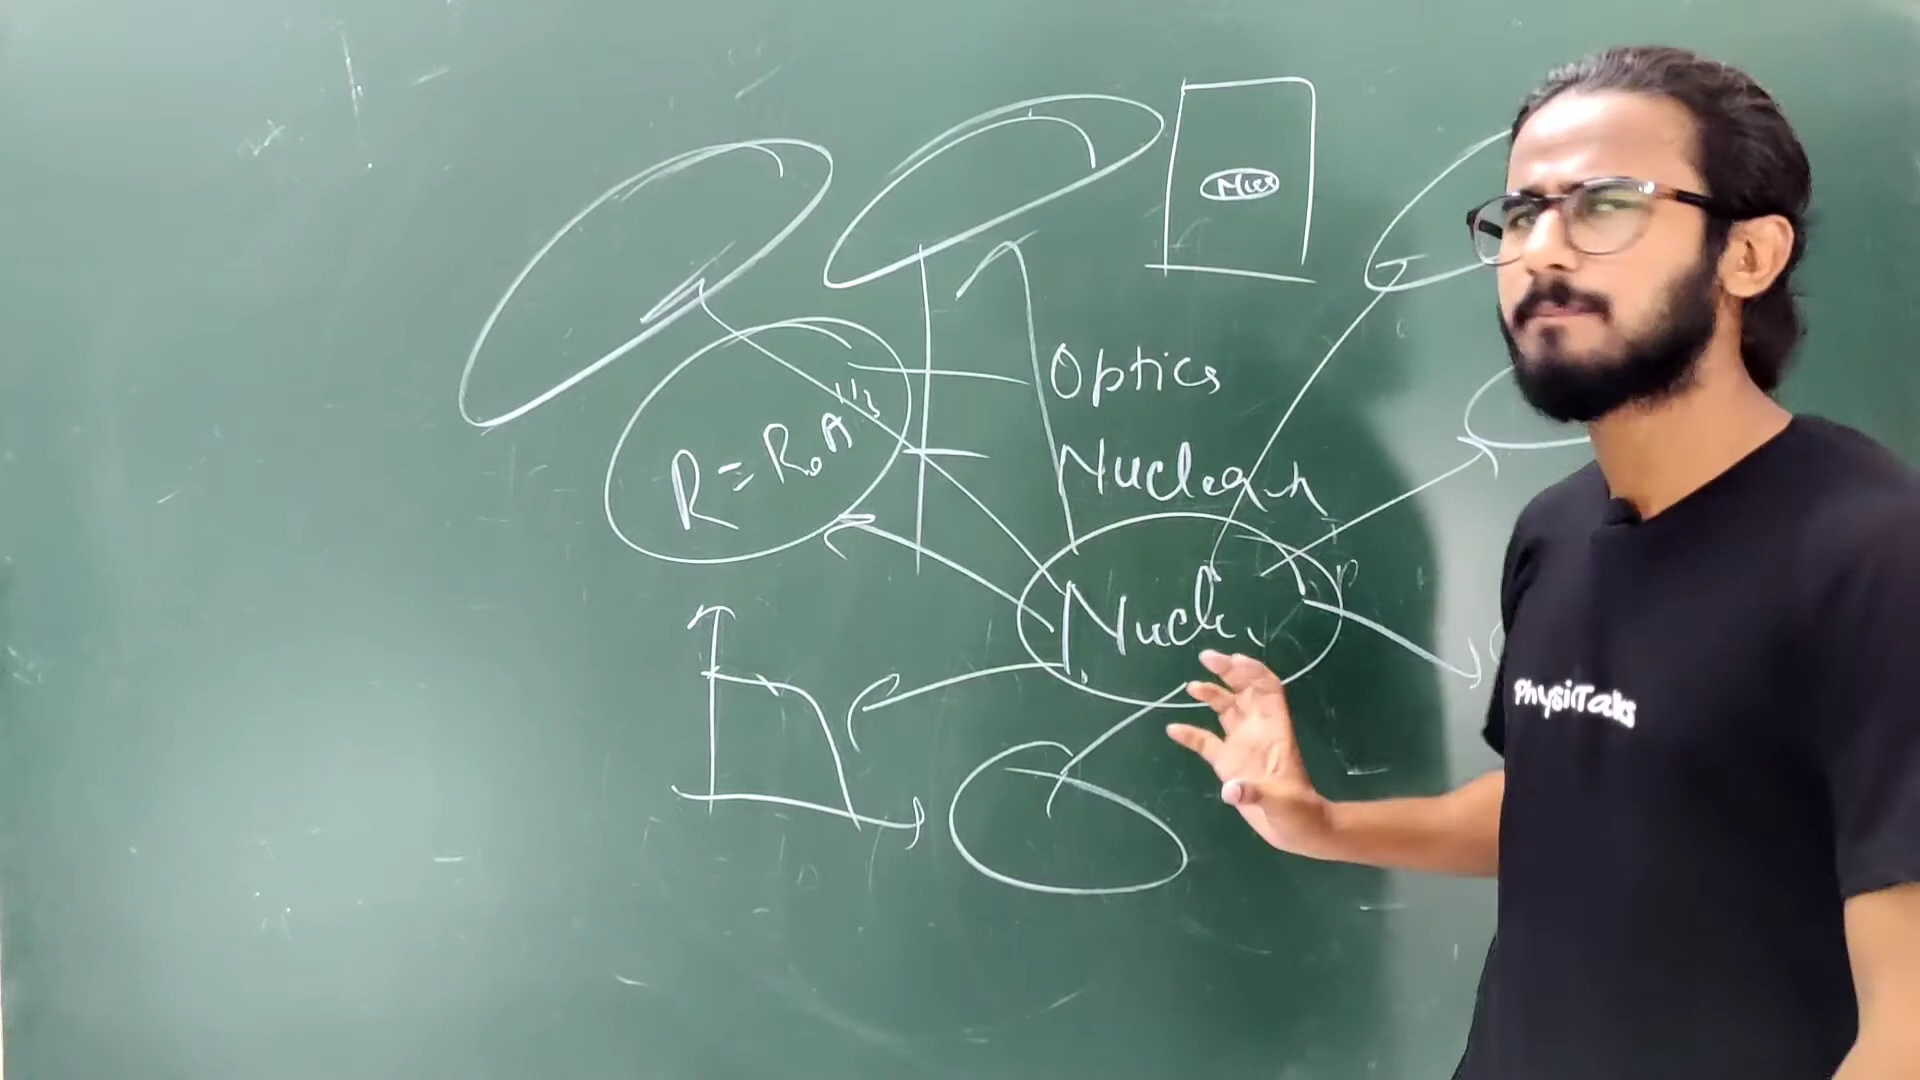 Optics
R = R₀A^1/3
Nuclear
Nucl
PhysicTalks